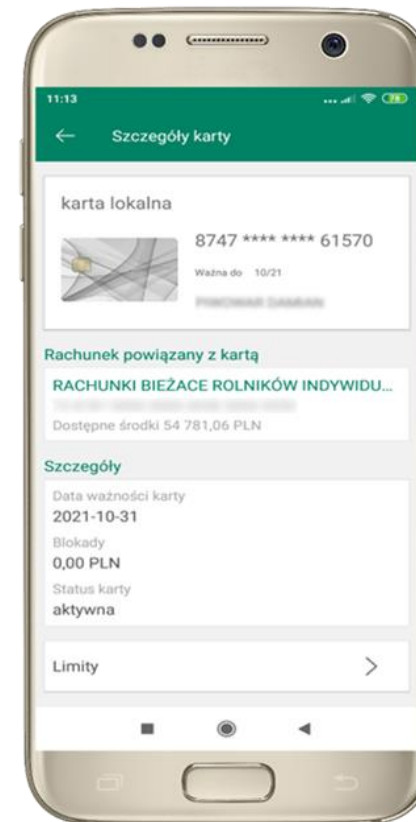 11:13
78
Szczegóły karty
karta lokalna
8747 **** **** 61570
Ważna do 10/21
Rachunek powiązany z kartą
RACHUNKI BIEŻACE ROLNIKÓW INDYWIDU...
Dostępne środki 54 781,06 PLN
Szczegóły
Data ważności karty
2021-10-31
Blokady
0,00 PLN
Status karty
aktywna
Limity